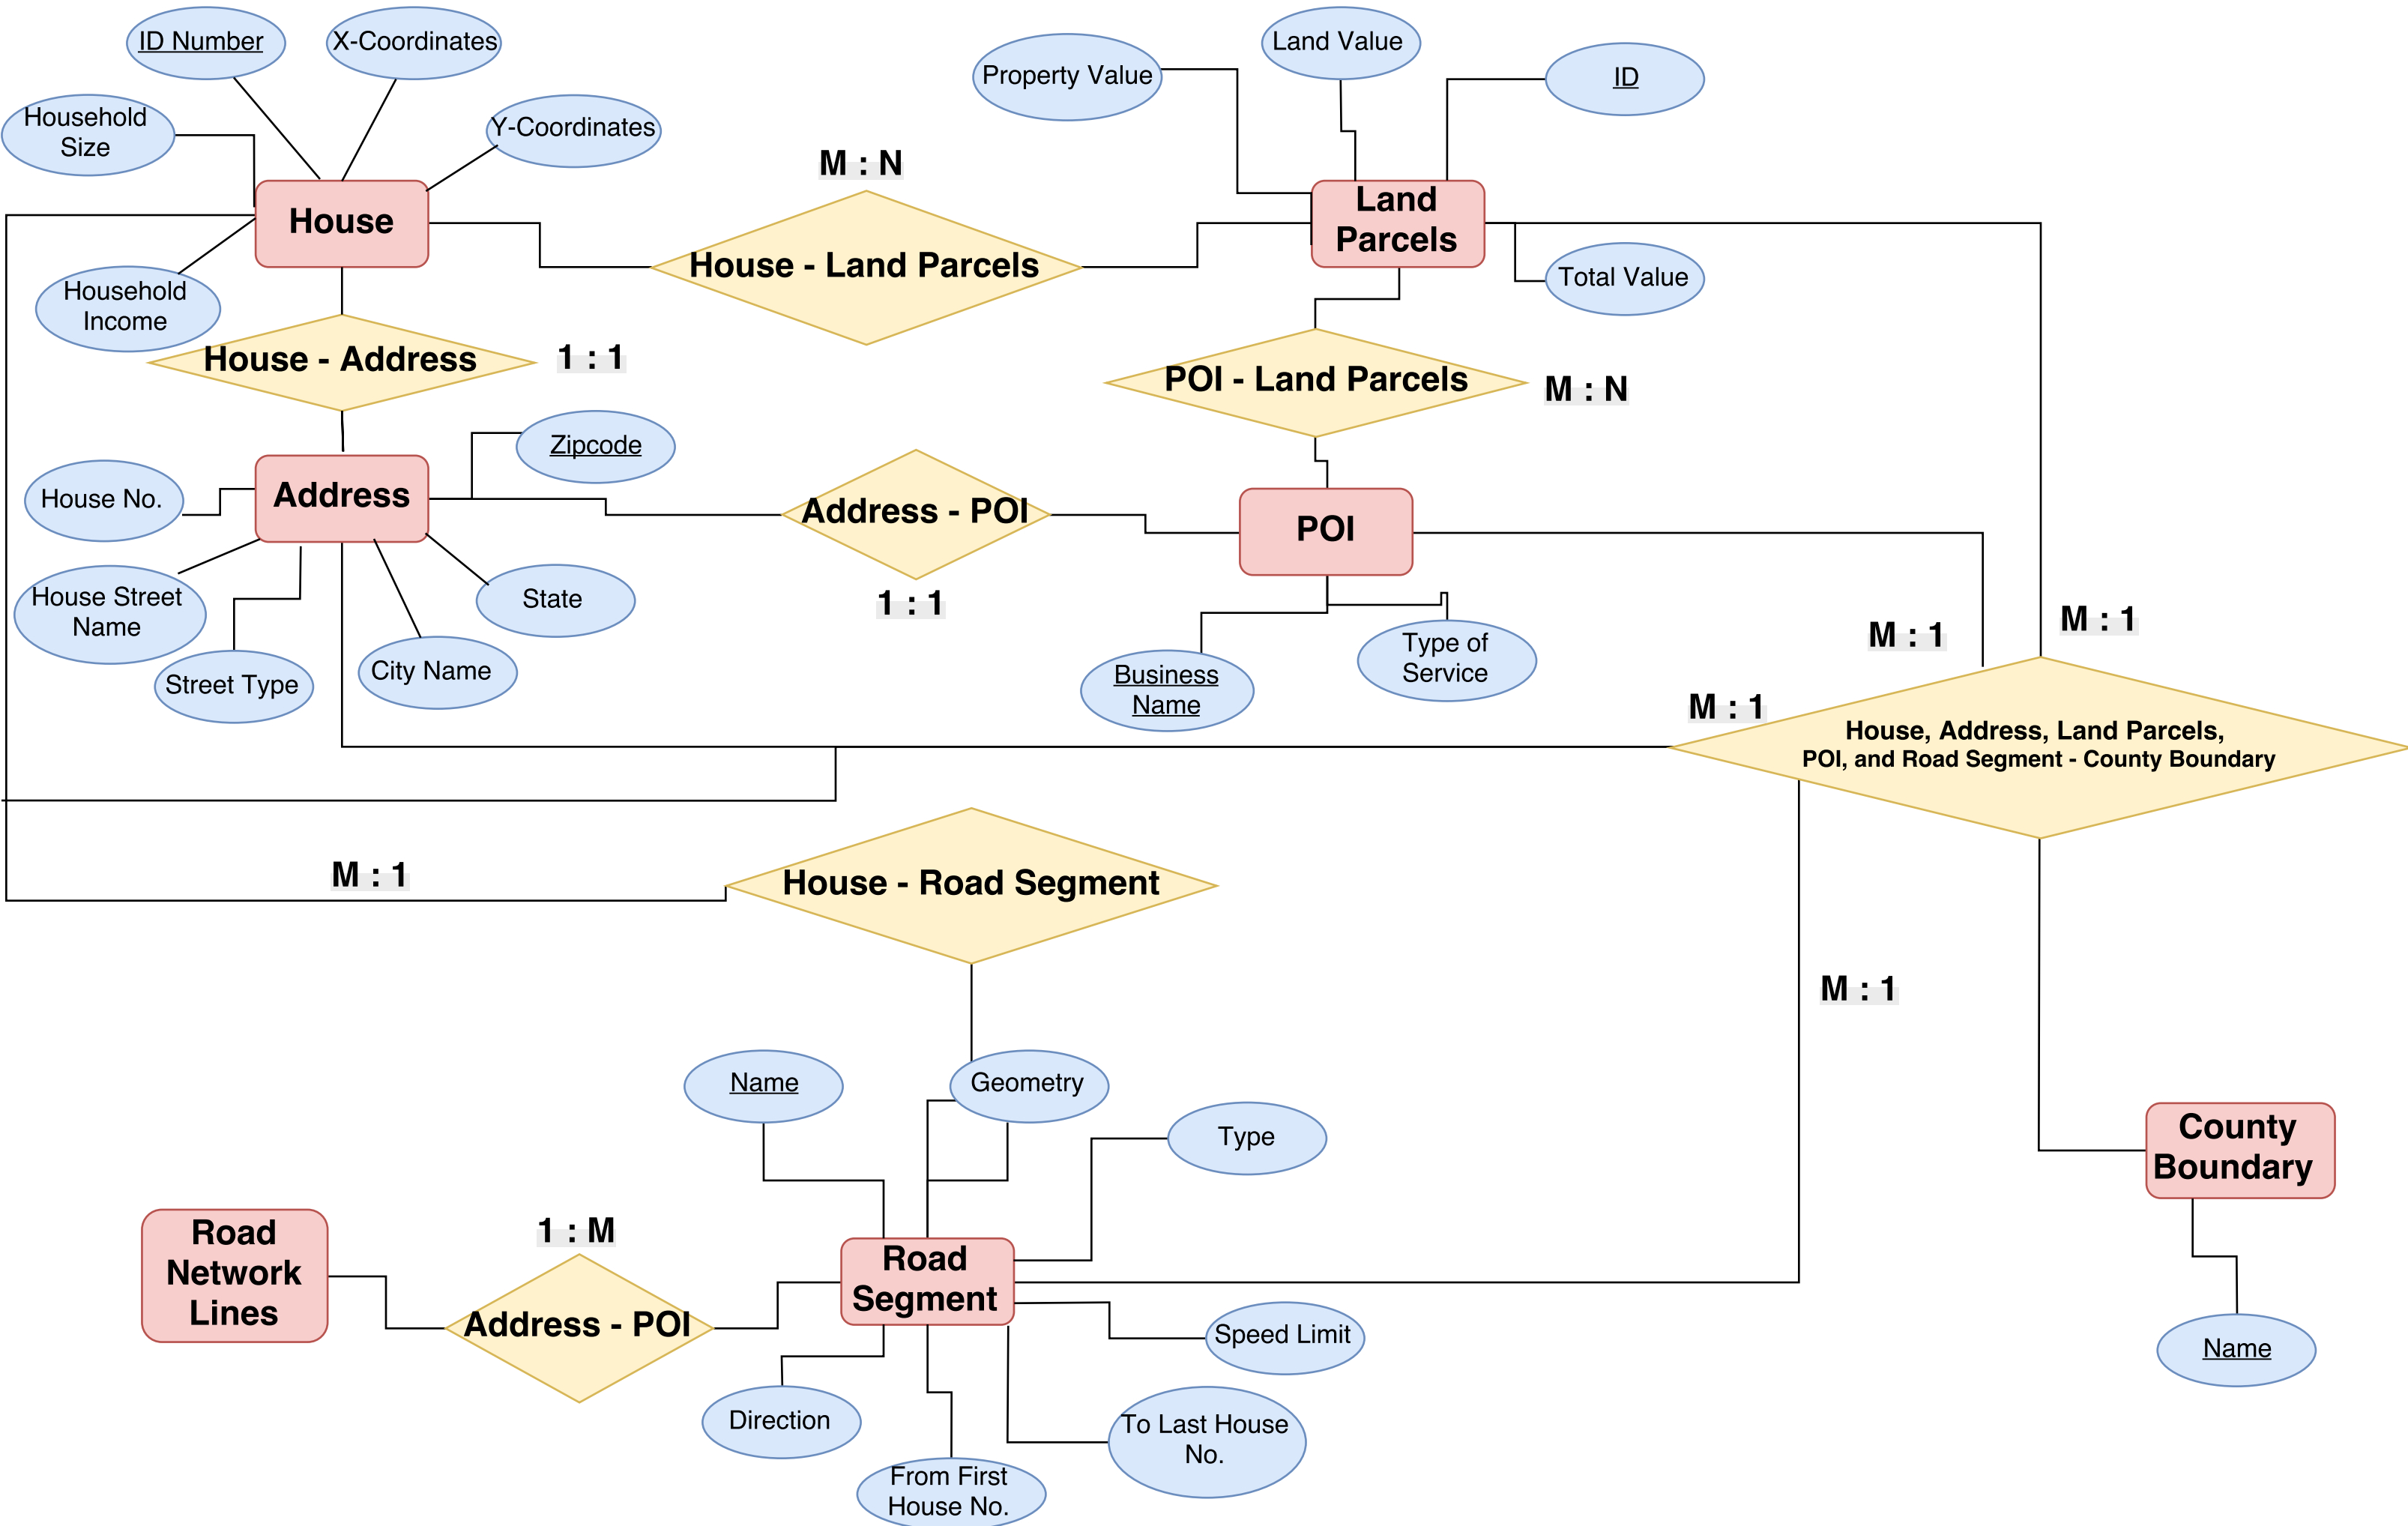 ID Number
X-Coordinates
Land Value
Property Value
ID
Household
Size
Y-Coordinates
M : N
House
Land
Parcels
House - Land Parcels
Total Value
Household
Income
House - Address
1 : 1
POI - Land Parcels
M : N
Zipcode
House No.
Address
Address - POI
POI
1 : 1
House Street
Name
State
Street Type
City Name
Business
Name
Type of
Service
M : 1
M : 1
M : 1
House, Address, Land Parcels,
POI, and Road Segment - County Boundary
M : 1
House - Road Segment
M : 1
Name
Geometry
Type
County
Boundary
Road
Network
Lines
1 : M
Address - POI
Road
Segment
Speed Limit
Name
Direction
To Last House
No.
From First
House No.